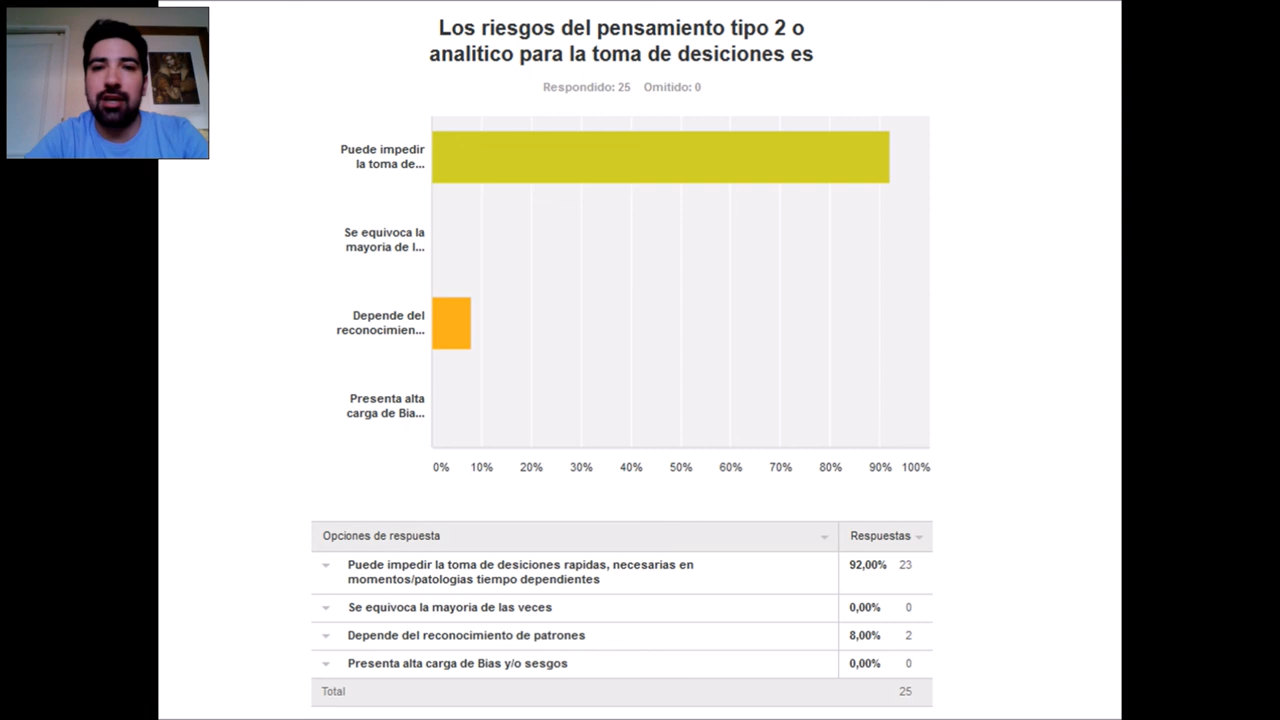 Los riesgos del pensamiento tipo 2 o
analitico para la toma de desiciones es
Respondido: 25 Omitido: 0
Puede impedir
la toma de...
Se equivoca la
mayoria de l...
Depende del
reconocimien...
Presenta alta
carga de Bia...
0% 10% 20% 30% 40% 50% 60% 70% 80% 90% 100%
Opciones de respuesta Respuestas
Puede impedir la toma de desiciones rapidas, necesarias en
momentos/patologias tiempo dependientes 92,00% 23
Se equivoca la mayoria de las veces 0,00% 0
Depende del reconocimiento de patrones 8,00% 2
Presenta alta carga de Bias y/o sesgos 0,00% 0
Total 25